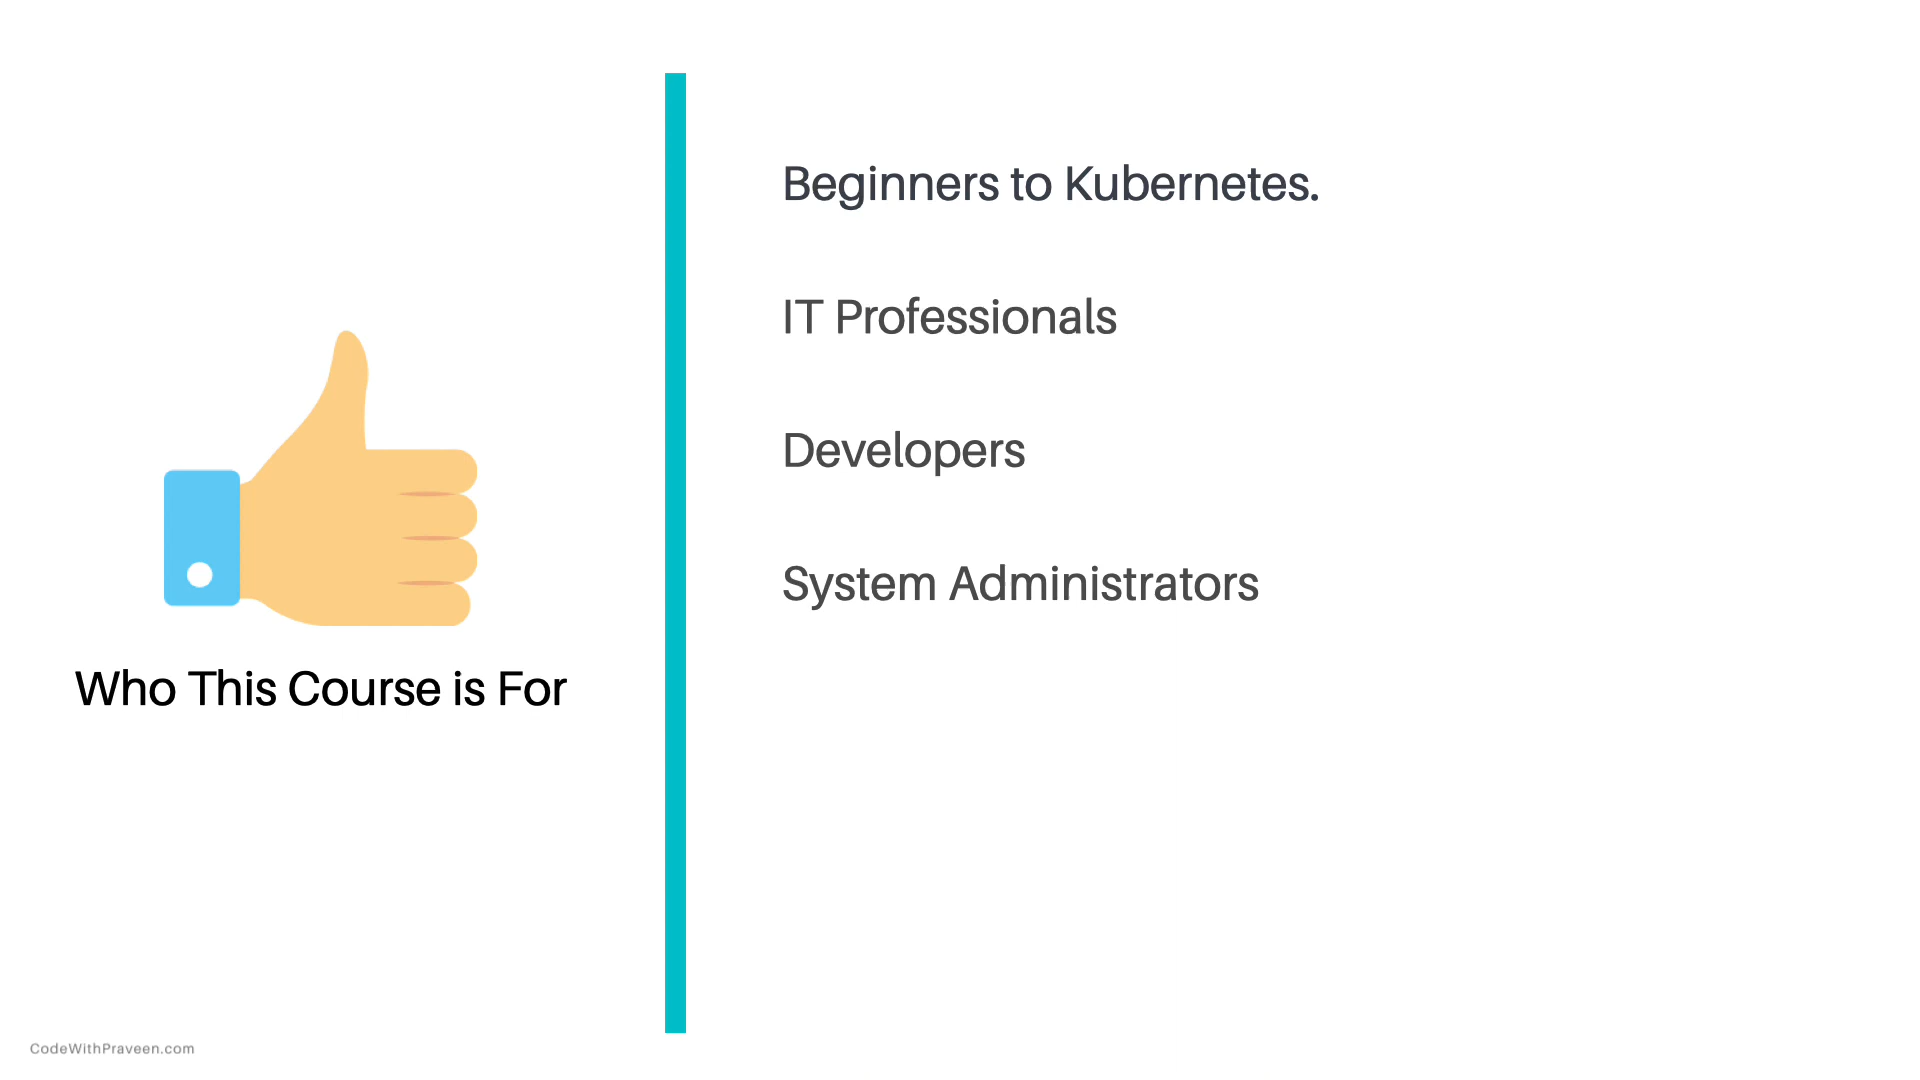 Who This Course is For
Beginners to Kubernetes.
IT Professionals
Developers
System Administrators
CodeWithPraveen.com